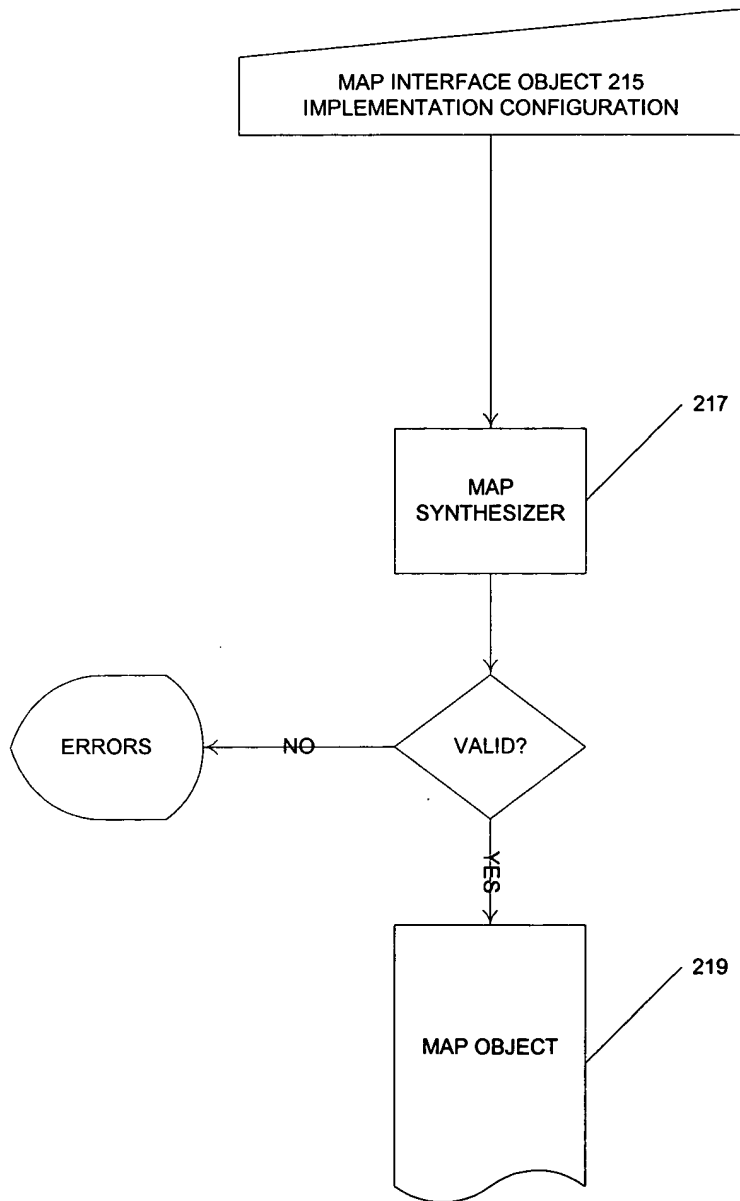 MAP INTERFACE OBJECT 215
IMPLEMENTATION CONFIGURATION
217
MAP
SYNTHESIZER
ERRORS
NO
VALID?
YES
219
MAP OBJECT